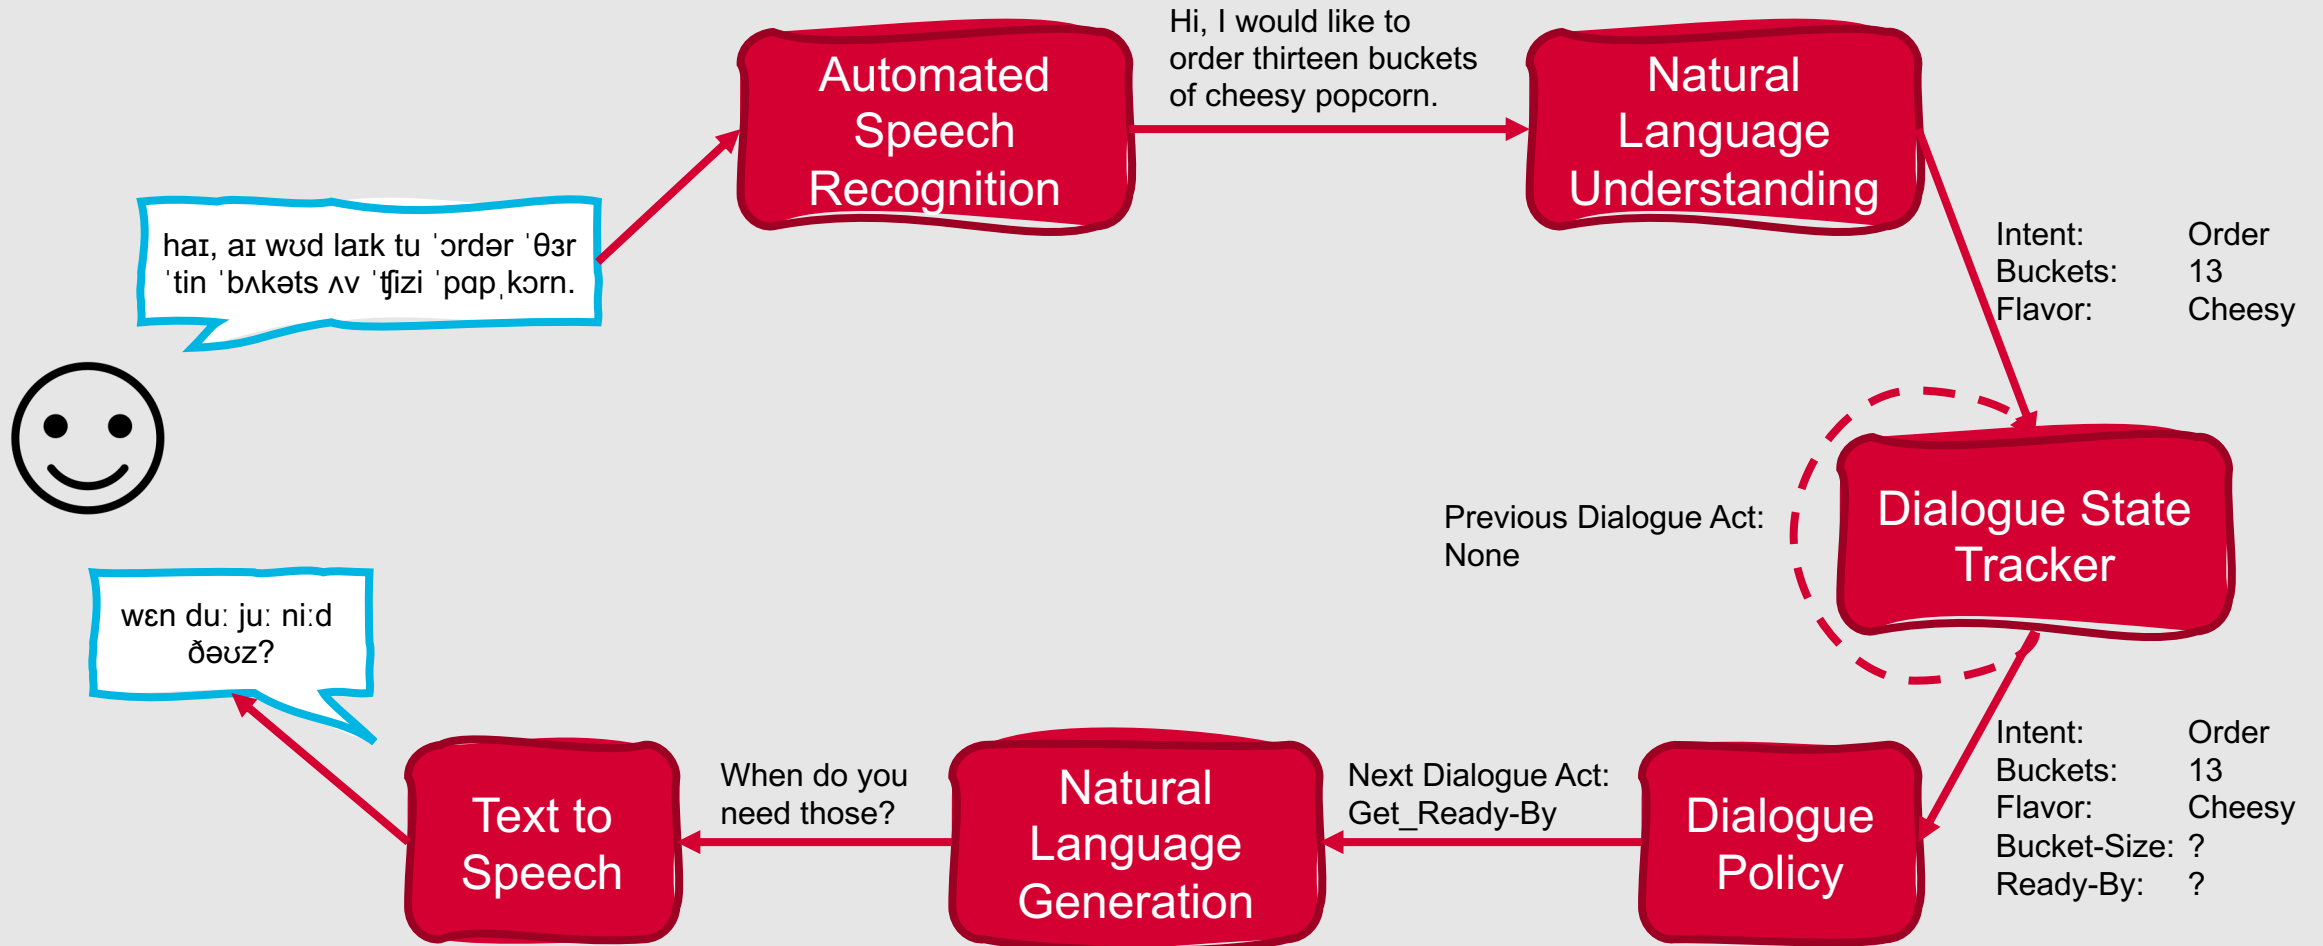 haɪ, aɪ wʊd laɪk tu ˈɔrdər ˈθɜr
ˈtin ˈbʌkəts ʌv ˈʧizi ˈpɑpˌkɔrn.
Automated
Speech
Recognition
Hi, I would like to
order thirteen buckets
of cheesy popcorn.
Natural
Language
Understanding
Intent: Order
Buckets: 13
Flavor: Cheesy
Previous Dialogue Act:
None
Dialogue State
Tracker
Intent: Order
Buckets: 13
Flavor: Cheesy
Bucket-Size: ?
Ready-By: ?
Dialogue
Policy
Next Dialogue Act:
Get_Ready-By
Natural
Language
Generation
When do you
need those?
Text to
Speech
wɛn duː juː niːd
ðəʊz?